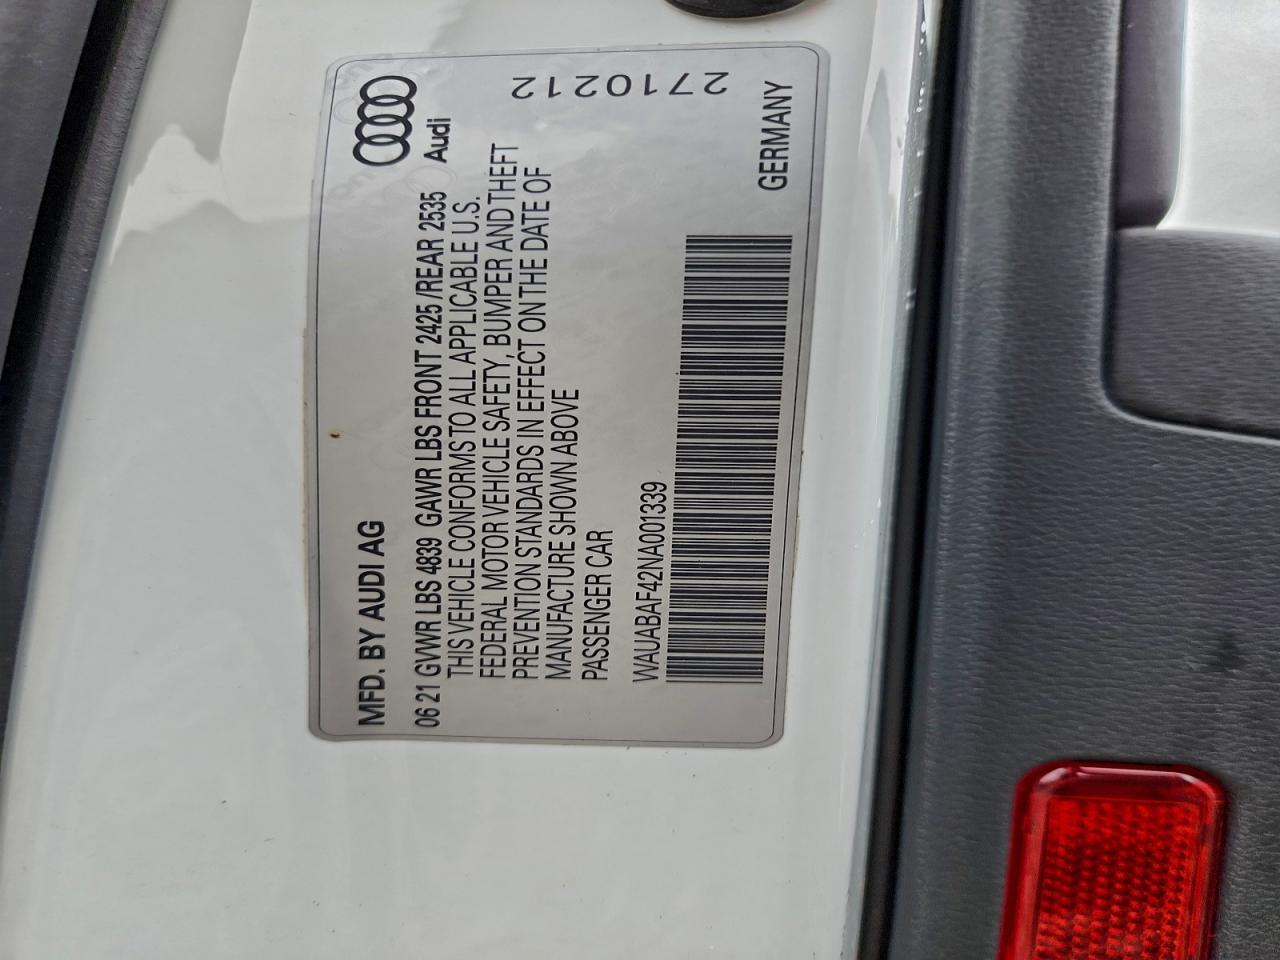 MFD. BY AUDI AG
Audi
06 21 GVWR LBS 4839 GAWR LBS FRONT 2425 /REAR 2535
THIS VEHICLE CONFORMS TO ALL APPLICABLE U.S.
FEDERAL MOTOR VEHICLE SAFETY, BUMPER AND THEFT
PREVENTION STANDARDS IN EFFECT ON THE DATE OF
MANUFACTURE SHOWN ABOVE
PASSENGER CAR
WAUABAF42NA001339
GERMANY
2710212